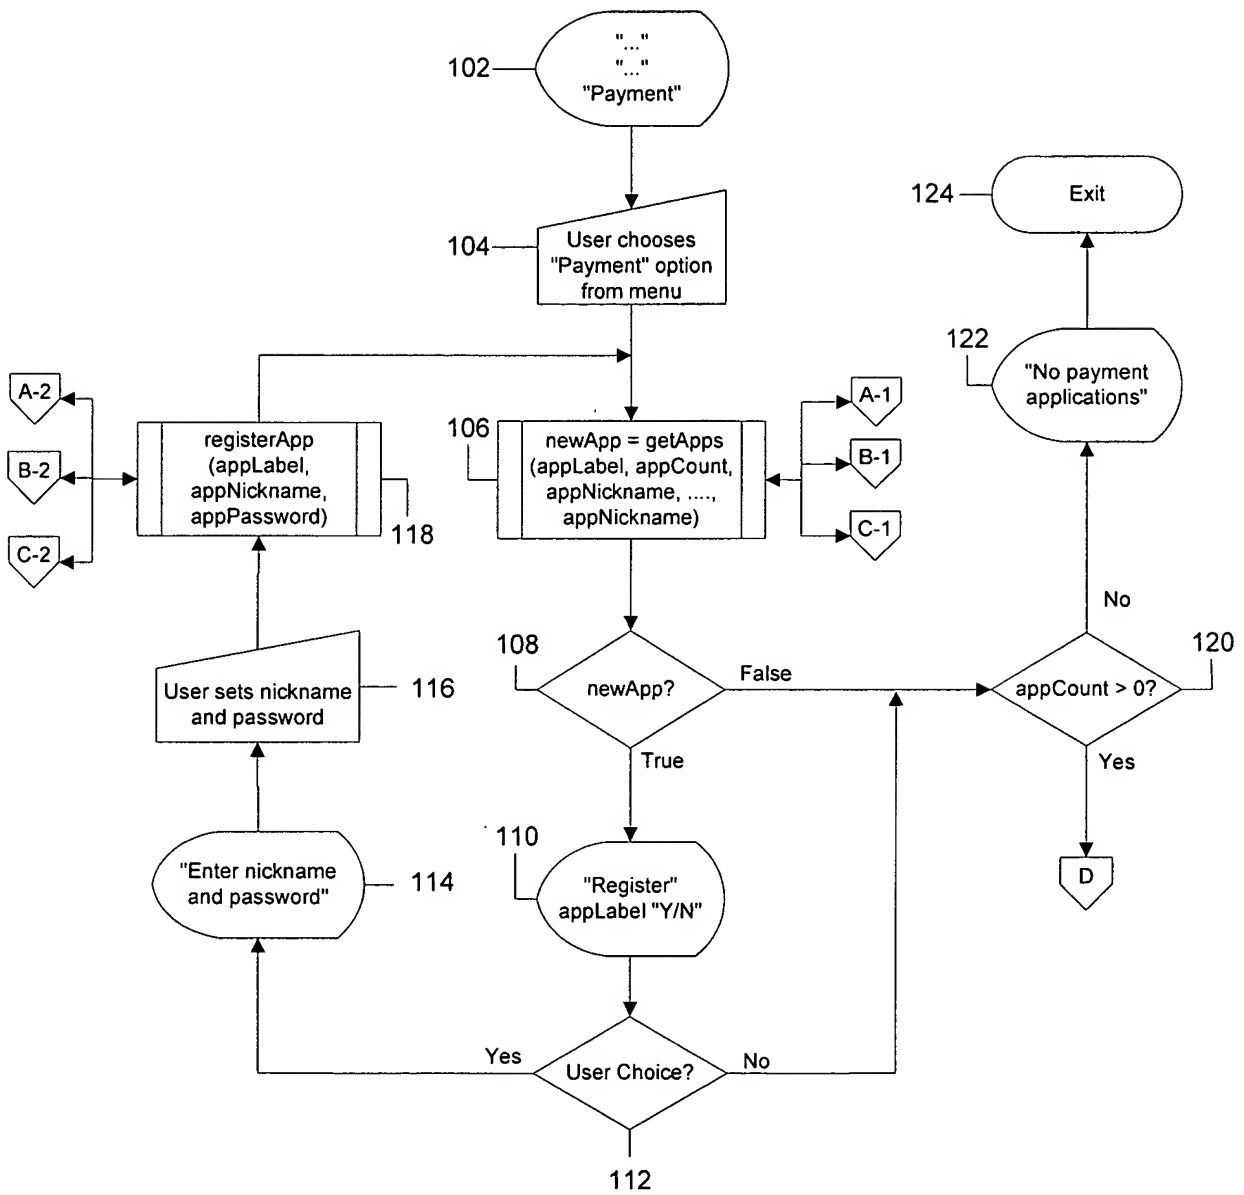 "..."
"..."
"Payment"
102
User chooses
"Payment" option
from menu
104
Exit
124
"No payment
applications"
122
A-2
B-2
C-2
registerApp
(appLabel,
appNickname,
appPassword)
118
106
newApp = getApps
(appLabel, appCount,
appNickname, ....,
appNickname)
A-1
B-1
C-1
108
newApp?
False
True
No
120
appCount > 0?
Yes
D
User sets nickname
and password
116
"Enter nickname
and password"
114
110
"Register"
appLabel "Y/N"
Yes
User Choice?
No
112